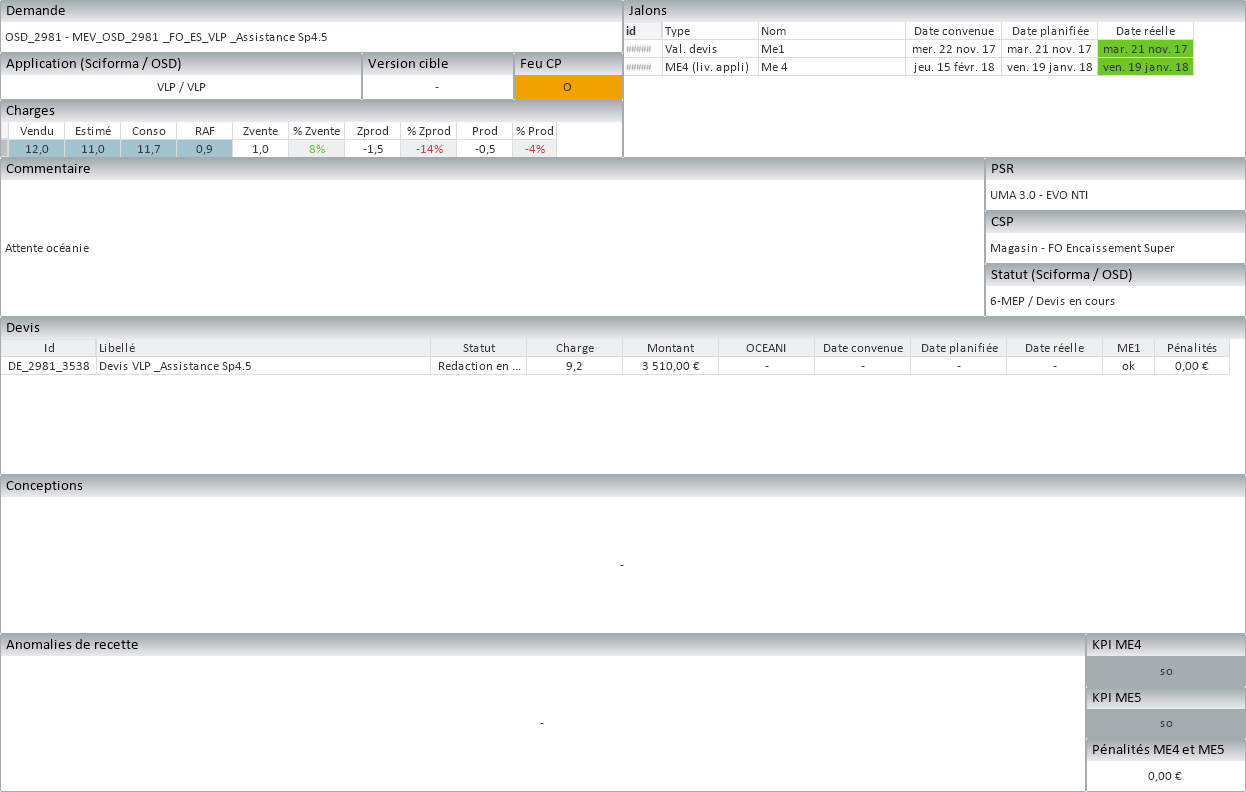 Demande
OSD_2981 - MEV_OSD_2981 _FO_ES_VLP _Assistance Sp4.5
Application (Sciforma / OSD) Version cible Feu CP
VLP / VLP - O
Charges
Vendu Estimé Conso RAF Zvente % Zvente Zprod % Zprod Prod % Prod
12,0 11,0 11,7 0,9 1,0 8% -1,5 -14% -0,5 -4%
Jalons
id Type Nom Date convenue Date planifiée Date réelle
##### Val. devis Me1 mer. 22 nov. 17 mar. 21 nov. 17 mar. 21 nov. 17
##### ME4 (liv. appli) Me 4 jeu. 15 févr. 18 ven. 19 janv. 18 ven. 19 janv. 18
Commentaire
Attente océanie
PSR
UMA 3.0 - EVO NTI
CSP
Magasin - FO Encaissement Super
Statut (Sciforma / OSD)
6-MEP / Devis en cours
Devis
Id Libellé Statut Charge Montant OCEANI Date convenue Date planifiée Date réelle ME1 Pénalités
DE_2981_3538 Devis VLP _Assistance Sp4.5 Redaction en ... 9,2 3 510,00 € - - - - ok 0,00 €
Conceptions
-
Anomalies de recette
-
KPI ME4
so
KPI ME5
so
Pénalités ME4 et ME5
0,00 €